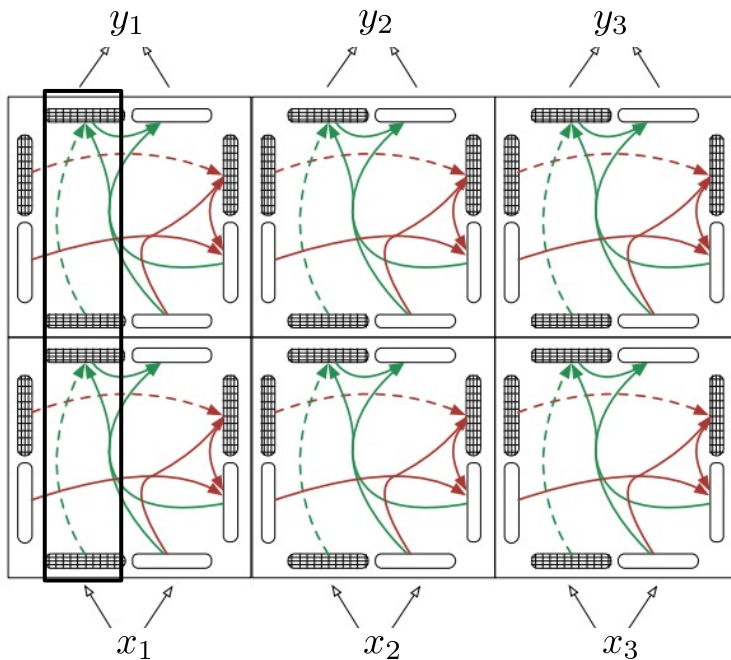 y₁ y₂ y₃
x₁ x₂ x₃